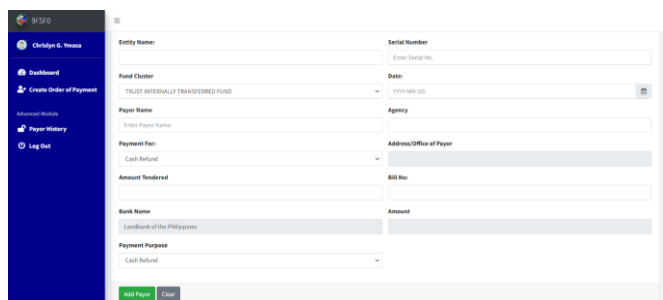 9FSF0
Chrislyn G. Ymasa
Dashboard
Create Order of Payment
Advanced Module
Payor History
Log Out
Entity Name:
Serial Number
Enter Serial No.
Fund Cluster
Date:
TRUST INTERNALLY TRANSFERRED FUND
YYYY-MM-DD
Payor Name
Agency
Enter Payor Name
Payment For:
Address/Office of Payor
Cash Refund
Amount Tendered
Bill No:
Bank Name
Amount
Landbank of the Philippines
Payment Purpose
Cash Refund
Add Payor
Clear